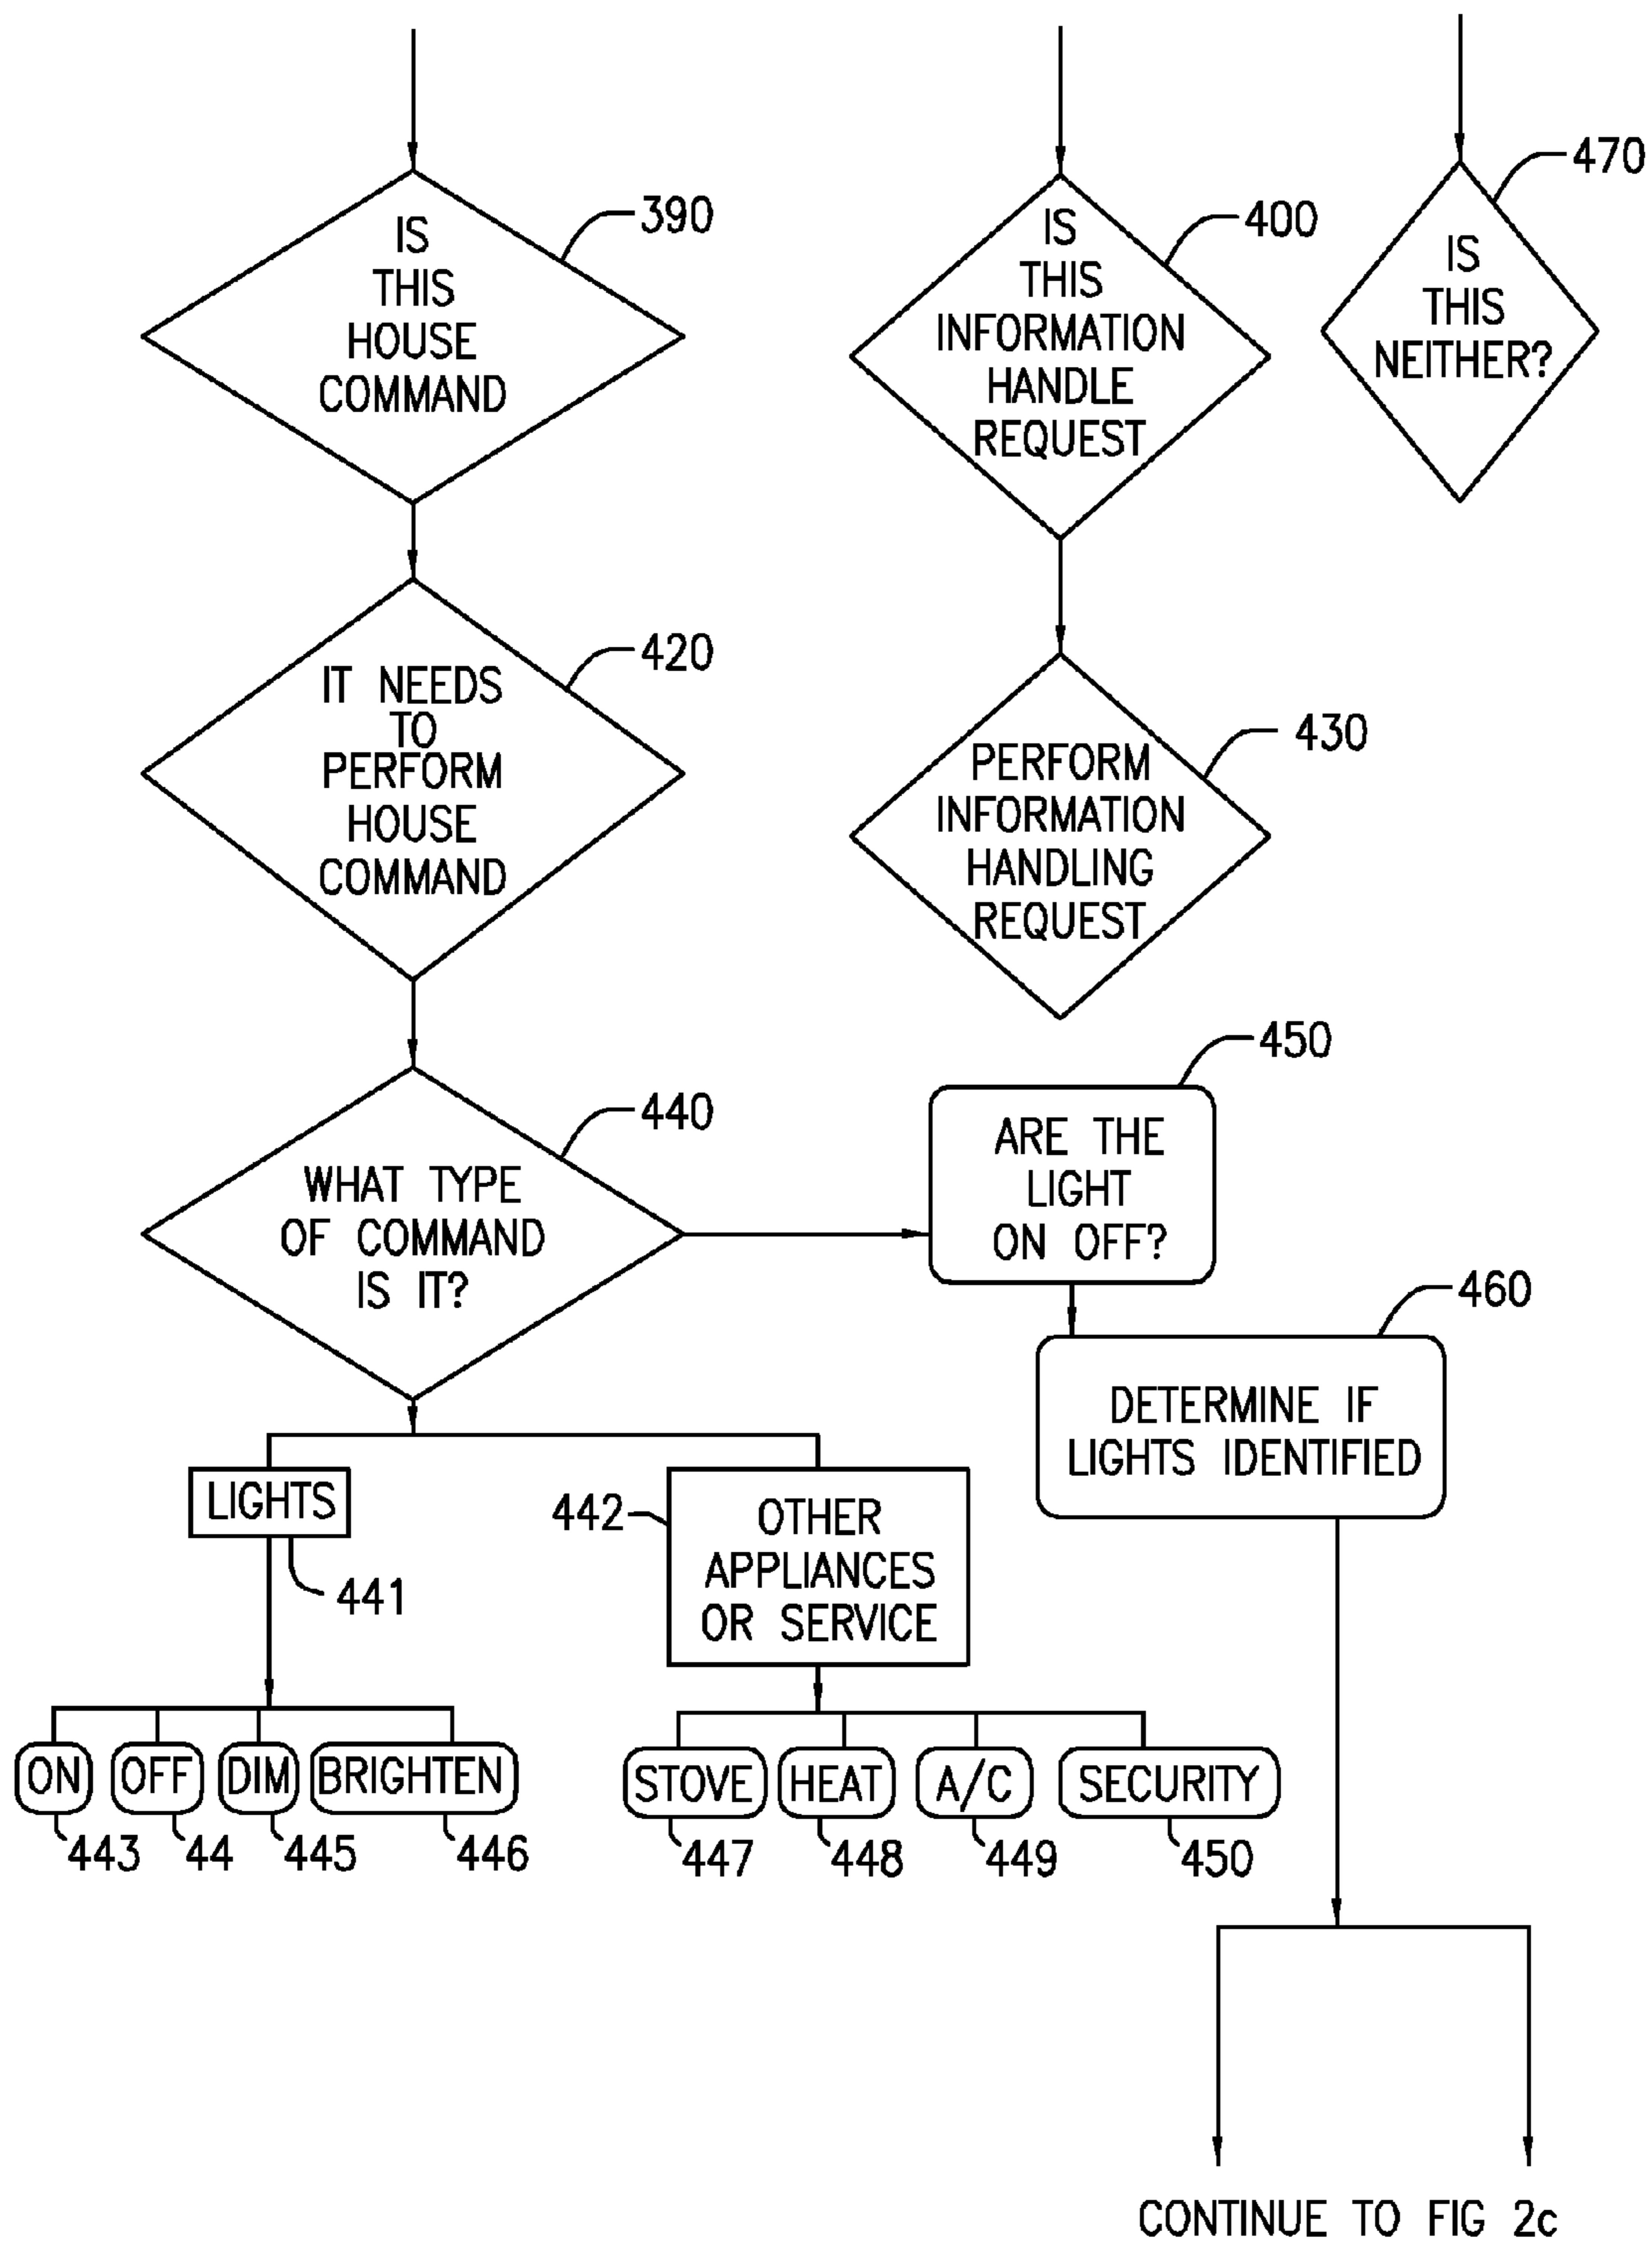 IS
THIS
HOUSE
COMMAND
390
IS
THIS
INFORMATION
HANDLE
REQUEST
400
IS
THIS
NEITHER?
470
IT NEEDS
TO
PERFORM
HOUSE
COMMAND
420
PERFORM
INFORMATION
HANDLING
REQUEST
430
WHAT TYPE
OF COMMAND
IS IT?
440
ARE THE
LIGHT
ON OFF?
450
DETERMINE IF
LIGHTS IDENTIFIED
460
LIGHTS
441
442
OTHER
APPLIANCES
OR SERVICE
ON
OFF
DIM
BRIGHTEN
443
44
445
446
STOVE
HEAT
A/C
SECURITY
447
448
449
450
CONTINUE TO FIG 2c